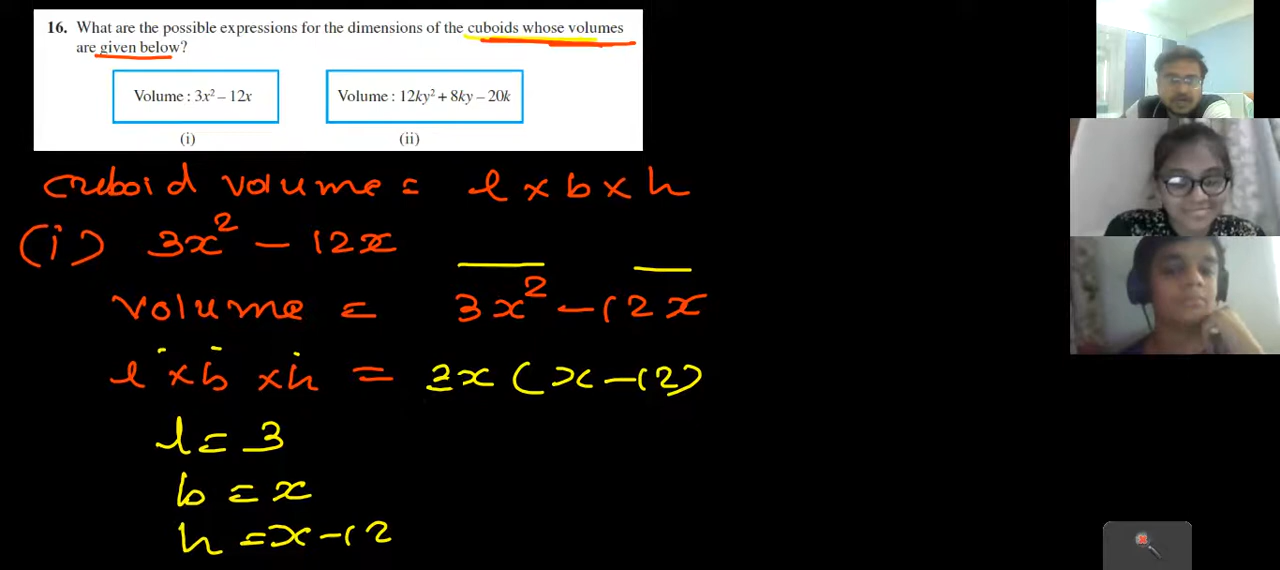 16. What are the possible expressions for the dimensions of the cuboids whose volumes
are given below?
Volume : 3x² – 12x
Volume : 12ky² + 8ky – 20k
(i)
(ii)
cuboid volume = l × b × h
(i) 3x² – 12x
volume = 3x² – 12x
l × b × h = 3x (x – 12)
l = 3
b = x
h = x – 12